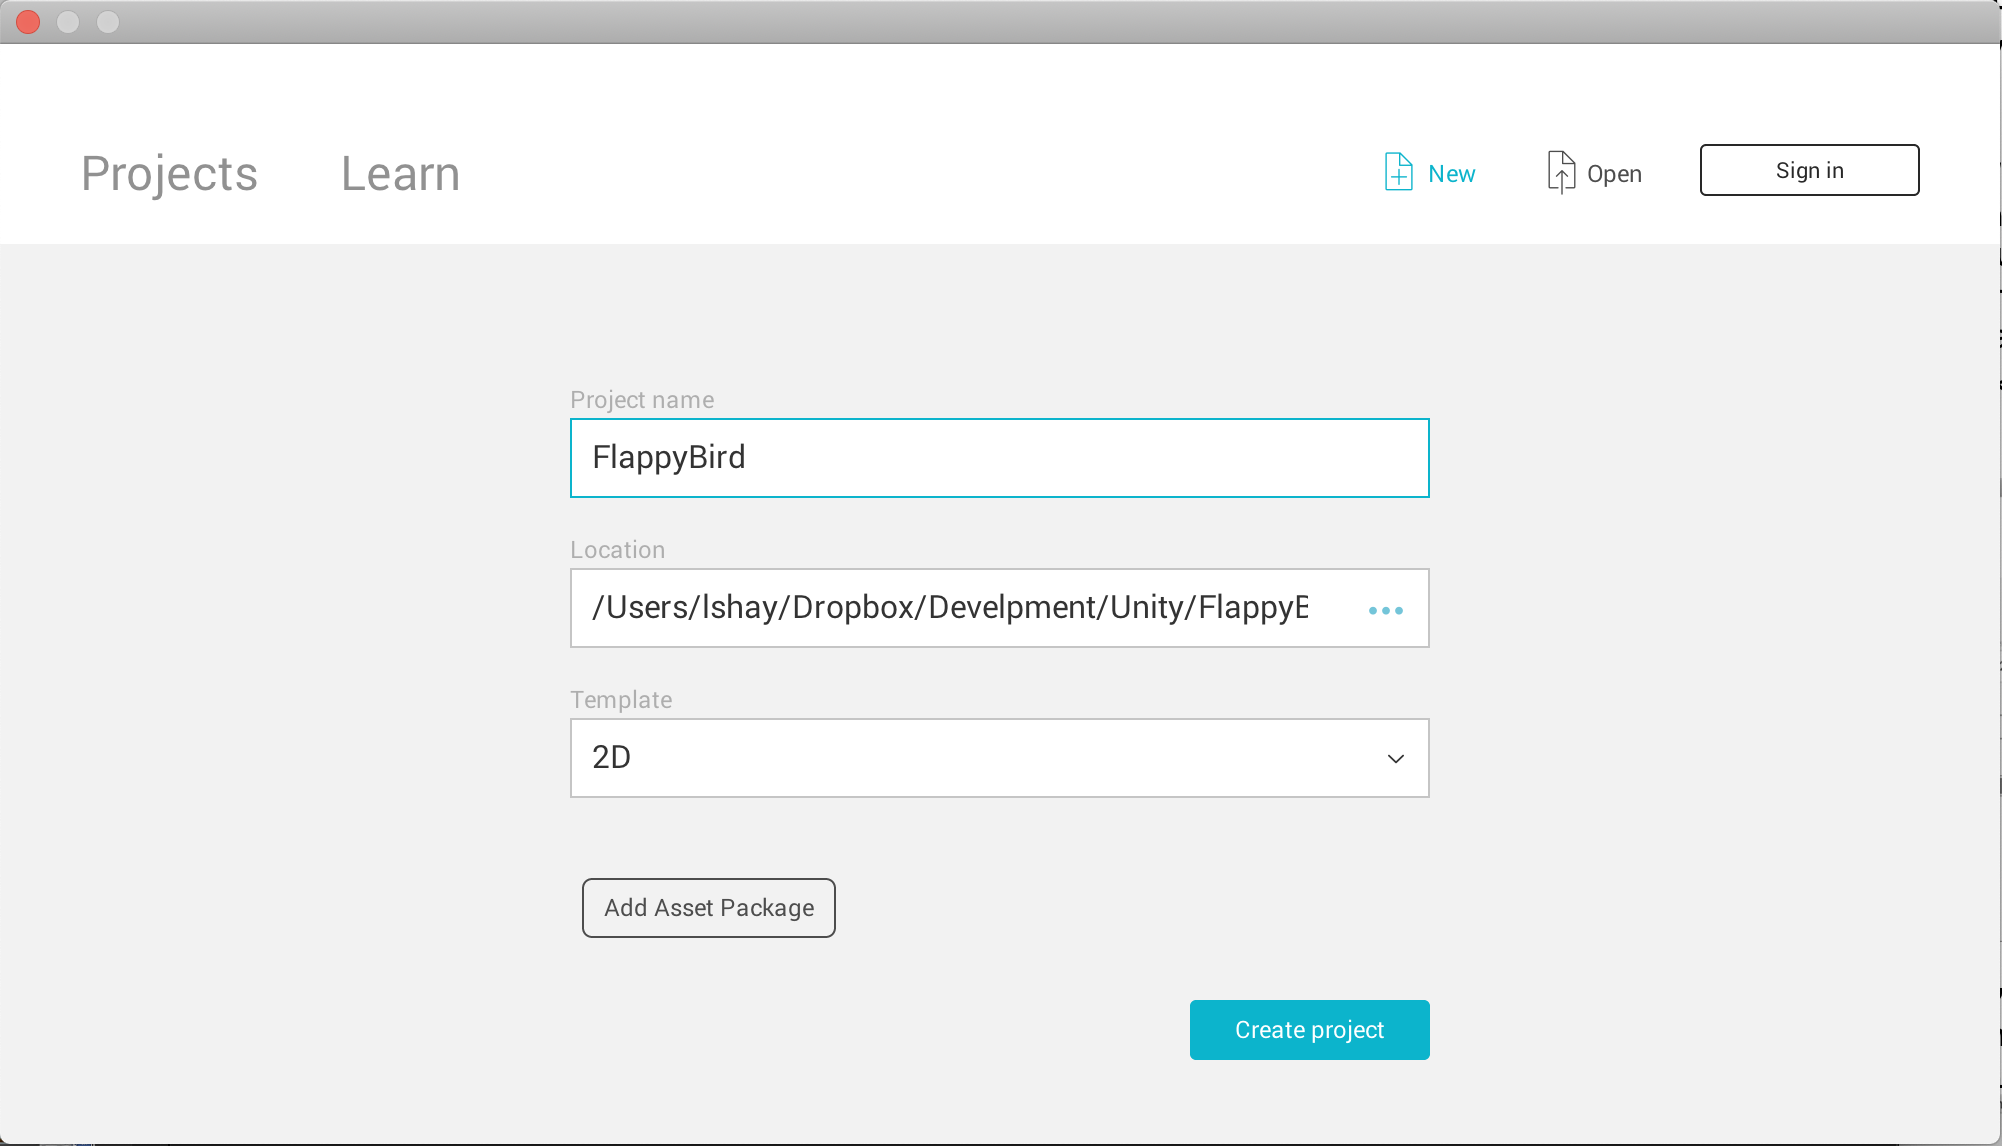 Projects Learn New Open Sign in
Project name
FlappyBird
Location
/Users/lshay/Dropbox/Develpment/Unity/FlappyB
Template
2D
Add Asset Package
Create project